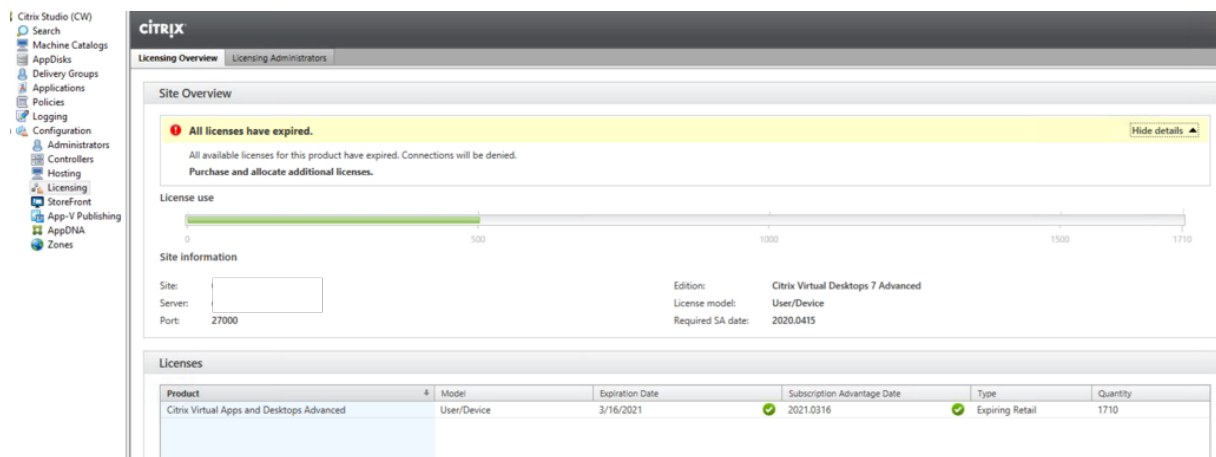 Citrix Studio (CW)
Search
Machine Catalogs
AppDisks
Delivery Groups
Applications
Policies
Logging
Configuration
Administrators
Controllers
Hosting
Licensing
StoreFront
App-V Publishing
AppDNA
Zones
CİTRIX
Licensing Overview Licensing Administrators
Site Overview
All licenses have expired. Hide details
All available licenses for this product have expired. Connections will be denied.
Purchase and allocate additional licenses.
License use
0 500 1000 1500 1710
Site information
Site: Edition: Citrix Virtual Desktops 7 Advanced
Server: License model: User/Device
Port: 27000 Required SA date: 2020.0415
Licenses
Product Model Expiration Date Subscription Advantage Date Type Quantity
Citrix Virtual Apps and Desktops Advanced User/Device 3/16/2021 2021.0316 Expiring Retail 1710